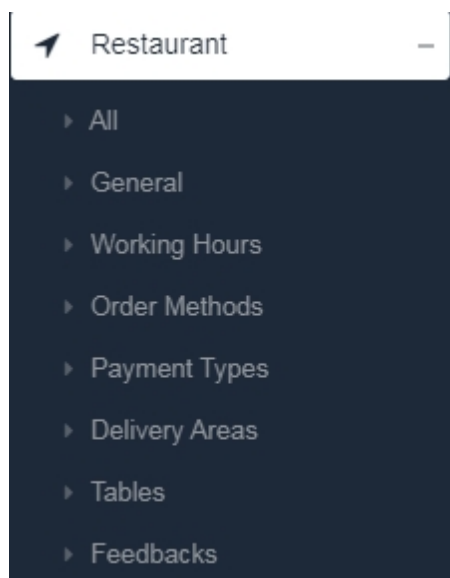 Restaurant
All
General
Working Hours
Order Methods
Payment Types
Delivery Areas
Tables
Feedbacks